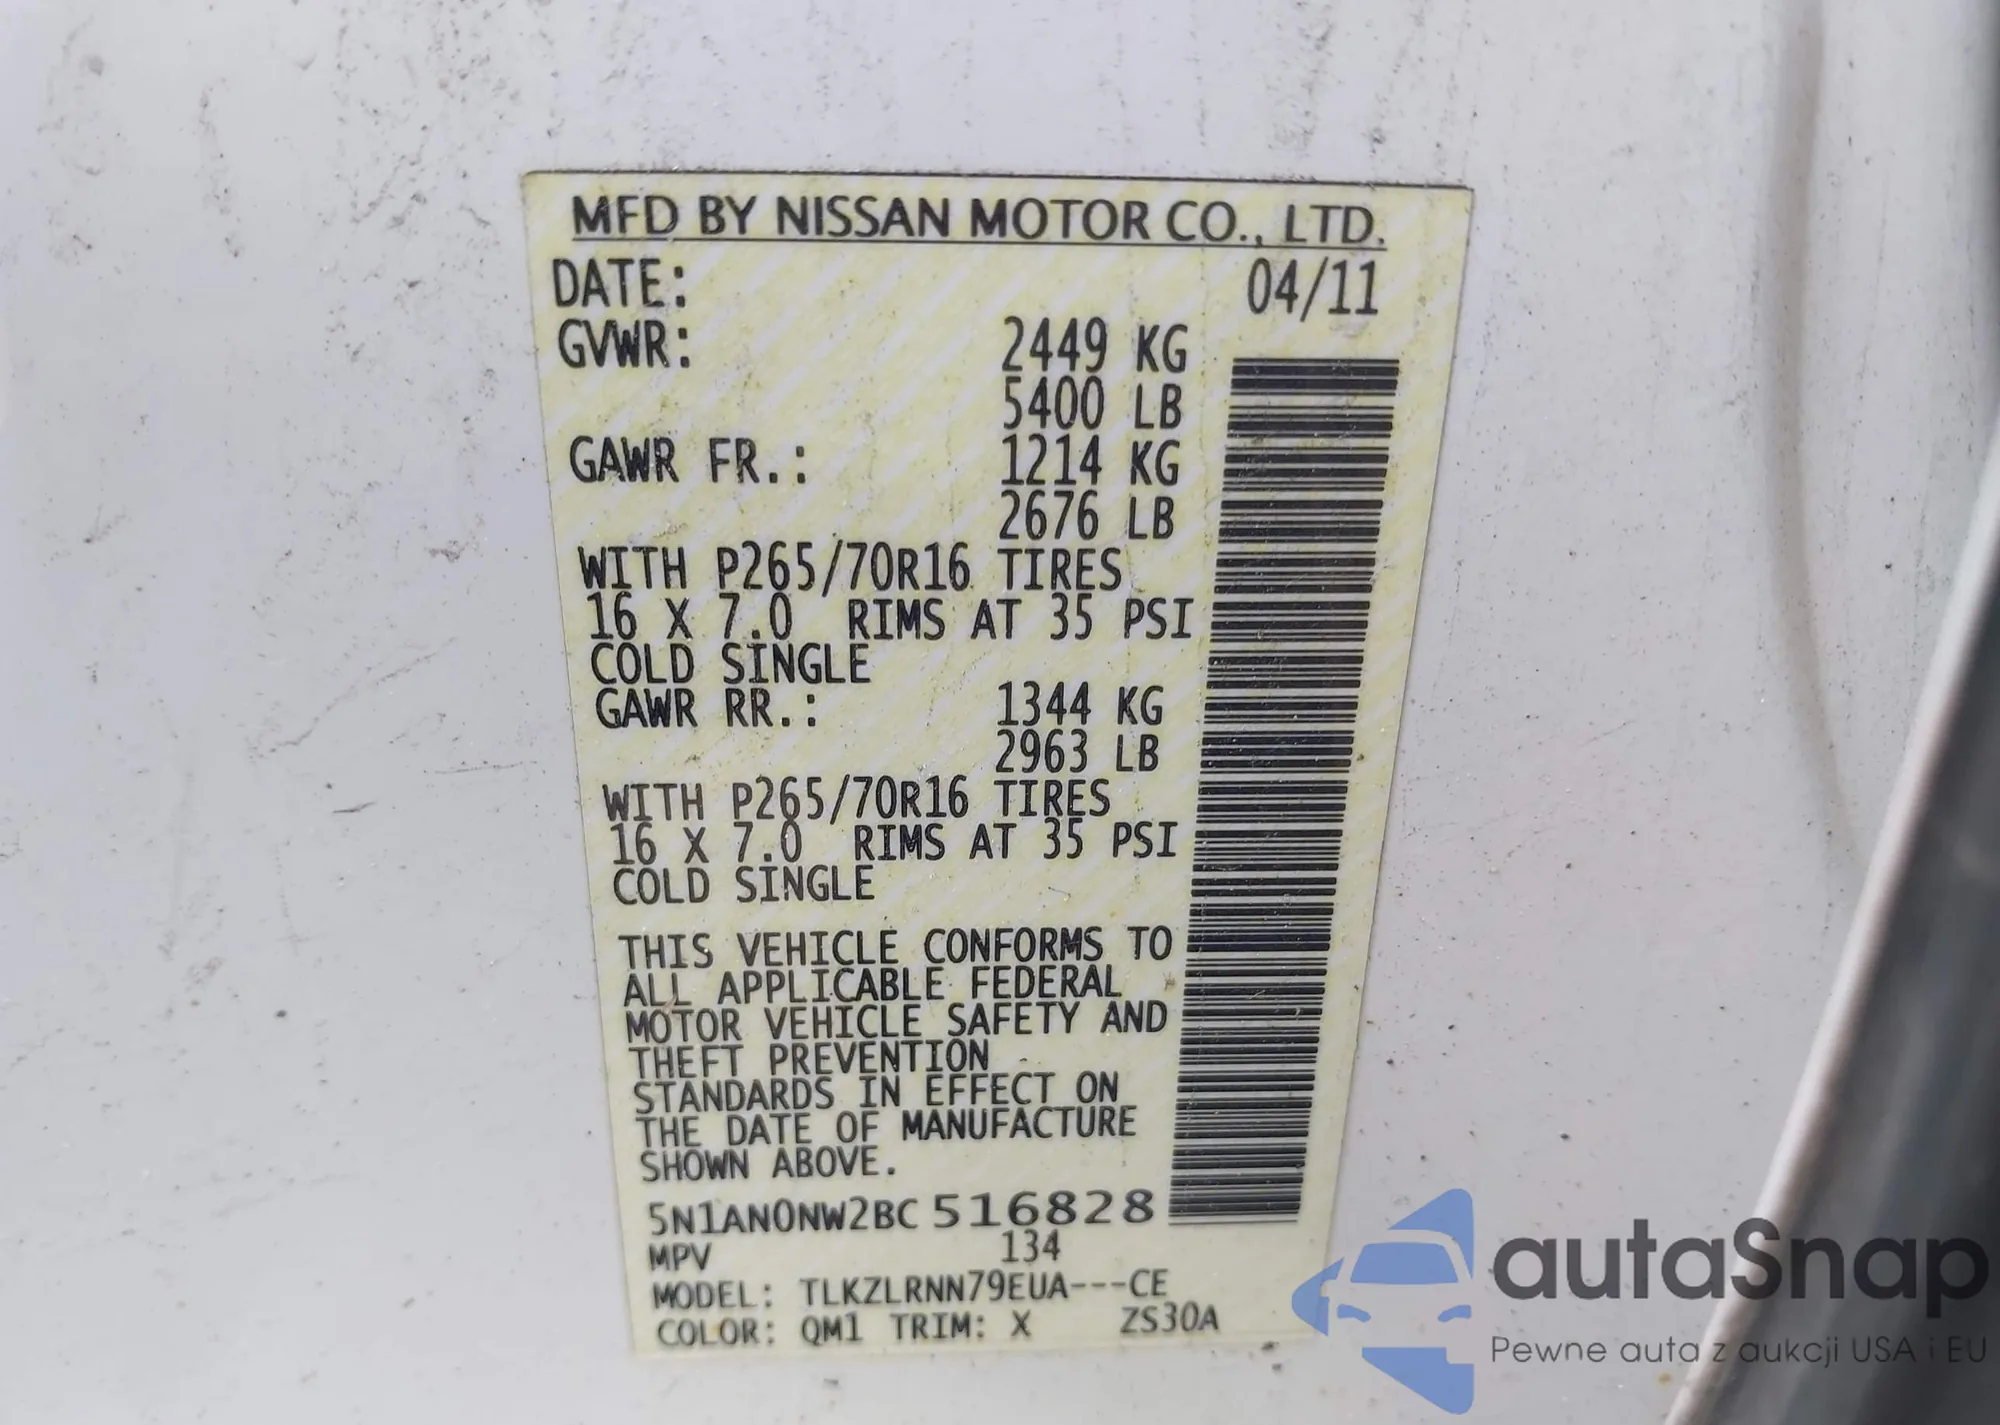 MFD BY NISSAN MOTOR CO., LTD.
DATE: 04/11
GVWR: 2449 KG
5400 LB
GAWR FR.: 1214 KG
2676 LB
WITH P265/70R16 TIRES
16 X 7.0 RIMS AT 35 PSI
COLD SINGLE
GAWR RR.: 1344 KG
2963 LB
WITH P265/70R16 TIRES
16 X 7.0 RIMS AT 35 PSI
COLD SINGLE
THIS VEHICLE CONFORMS TO
ALL APPLICABLE FEDERAL
MOTOR VEHICLE SAFETY AND
THEFT PREVENTION
STANDARDS IN EFFECT ON
THE DATE OF MANUFACTURE
SHOWN ABOVE.
5N1AN0NW2BC516828
MPV 134
MODEL: TLKZLRNN79EUA---CE
COLOR: QM1 TRIM: X ZS30A
autaSnap
Pewne auta z aukcji USA i EU